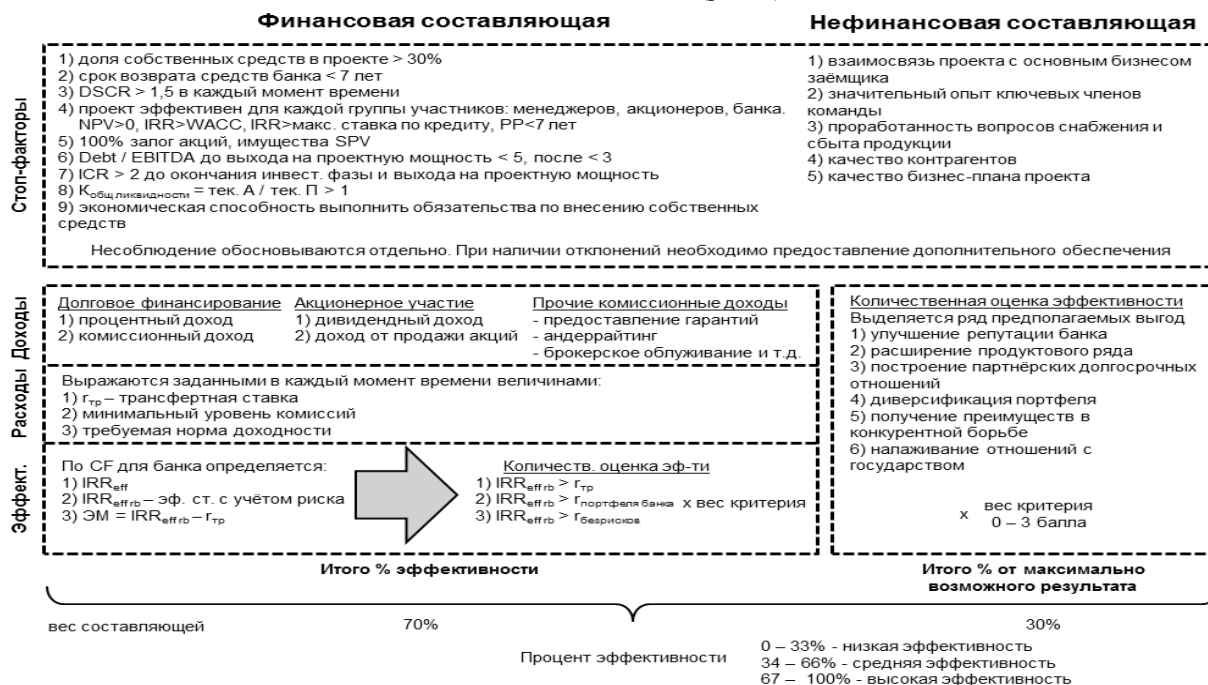 Финансовая составляющая
Нефинансовая составляющая
Стоп-факторы
1) доля собственных средств в проекте > 30%
2) срок возврата средств банка < 7 лет
3) DSCR > 1,5 в каждый момент времени
4) проект эффективен для каждой группы участников: менеджеров, акционеров, банка.
NPV>0, IRR>WACC, IRR>макс. ставка по кредиту, PP<7 лет
5) 100% залог акций, имущества SPV
6) Debt / EBITDA до выхода на проектную мощность < 5, после < 3
7) ICR > 2 до окончания инвест. фазы и выхода на проектную мощность
8) Kобщ ликвидности = тек. А / тек. П > 1
9) экономическая способность выполнить обязательства по внесению собственных
средств
1) взаимосвязь проекта с основным бизнесом
заёмщика
2) значительный опыт ключевых членов
команды
3) проработанность вопросов снабжения и
сбыта продукции
4) качество контрагентов
5) качество бизнес-плана проекта
Несоблюдение обосновываются отдельно. При наличии отклонений необходимо предоставление дополнительного обеспечения
Доходы
Долговое финансирование
1) процентный доход
2) комиссионный доход
Акционерное участие
1) дивидендный доход
2) доход от продажи акций
Прочие комиссионные доходы
- предоставление гарантий
- андеррайтинг
- брокерское облуживание и т.д.
Расходы
Выражаются заданными в каждый момент времени величинами:
1) rтр – трансфертная ставка
2) минимальный уровень комиссий
3) требуемая норма доходности
Эффект.
По CF для банка определяется:
1) IRReff
2) IRReff rb – эф. ст. с учётом риска
3) ЭМ = IRReff rb – rтр
Количеств. оценка эф-ти
1) IRReff rb > rтр
2) IRReff rb > rпортфеля банка х вес критерия
3) IRReff rb > rбезрисков
Количественная оценка эффективности
Выделяется ряд предполагаемых выгод
1) улучшение репутации банка
2) расширение продуктового ряда
3) построение партнёрских долгосрочных
отношений
4) диверсификация портфеля
5) получение преимуществ в
конкурентной борьбе
6) налаживание отношений с
государством
х вес критерия
0 – 3 балла
Итого % эффективности
Итого % от максимально
возможного результата
вес составляющей
70%
30%
Процент эффективности
0 – 33% - низкая эффективность
34 – 66% - средняя эффективность
67 – 100% - высокая эффективность